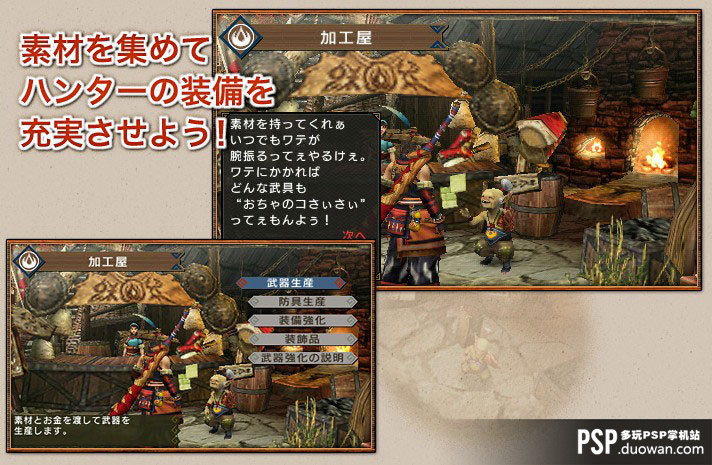 素材を集めて
ハンターの装備を
充実させよう!
加工屋
素材を持ってくれぁ
いつでもワテが
腕振るってぇやるけぇ。
ワテにかかれば
どんな武具も
“おちゃのコさぃさぃ”
ってぇもんよぅ！
次へ
加工屋
武器生産
防具生産
装備強化
装飾品
武器強化の説明
素材とお金を渡して武器を
生産します。
PSP 多玩PSP掌机站
.duowan.com